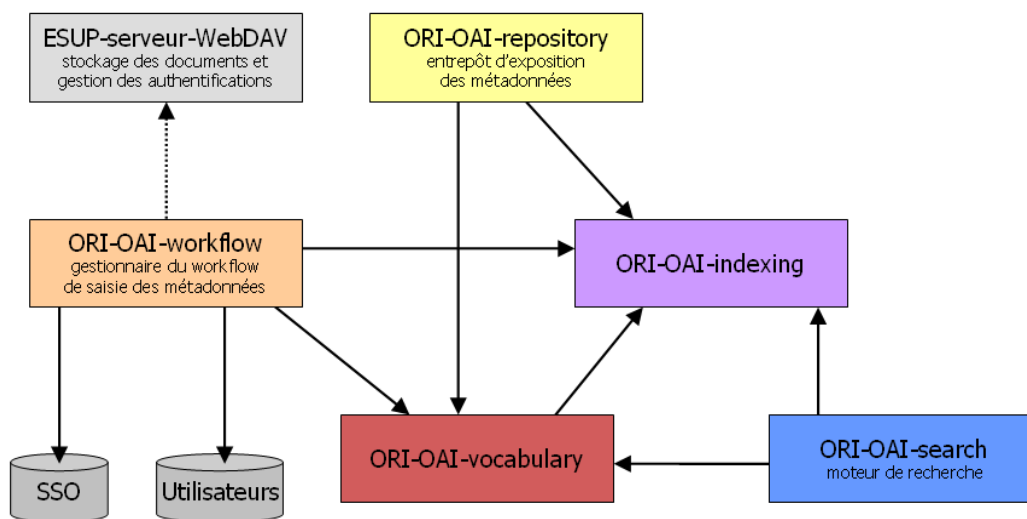 ESUP-serveur-WebDAV
stockage des documents et
gestion des authentifications
ORI-OAI-repository
entrepôt d'exposition
des métadonnées
ORI-OAI-workflow
gestionnaire du workflow
de saisie des métadonnées
ORI-OAI-indexing
ORI-OAI-vocabulary
ORI-OAI-search
moteur de recherche
SSO
Utilisateurs